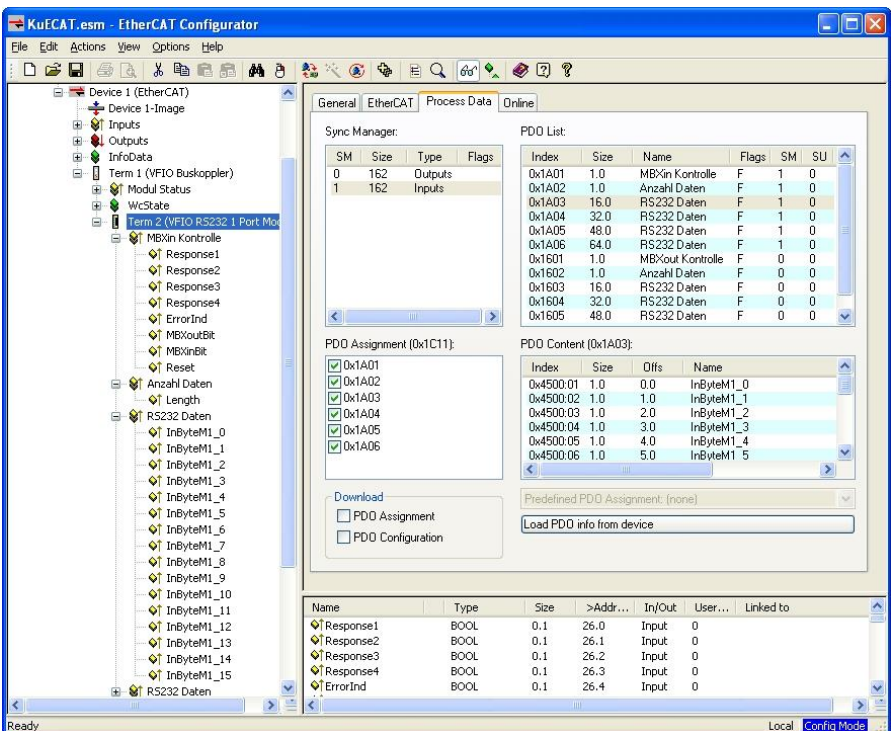 KuECAT.esm - EtherCAT Configurator
File Edit Actions View Options Help
Device 1 (EtherCAT)
Device 1-Image
Inputs
Outputs
InfoData
Term 1 (VFIO Buskoppler)
Modul Status
WcState
Term 2 (VFIO RS232 1 Port Mod
MBXin Kontrolle
Response1
Response2
Response3
Response4
ErrorInd
MBXoutBit
MBXinBit
Reset
Anzahl Daten
Length
RS232 Daten
InByteM1_0
InByteM1_1
InByteM1_2
InByteM1_3
InByteM1_4
InByteM1_5
InByteM1_6
InByteM1_7
InByteM1_8
InByteM1_9
InByteM1_10
InByteM1_11
InByteM1_12
InByteM1_13
InByteM1_14
InByteM1_15
RS232 Daten
General EtherCAT Process Data Online
Sync Manager:
SM Size Type Flags
0 162 Outputs
1 162 Inputs
PDO List:
Index Size Name Flags SM SU
0x1A01 1.0 MBXin Kontrolle F 1 0
0x1A02 1.0 Anzahl Daten F 1 0
0x1A03 16.0 RS232 Daten F 1 0
0x1A04 32.0 RS232 Daten F 1 0
0x1A05 48.0 RS232 Daten F 1 0
0x1A06 64.0 RS232 Daten F 1 0
0x1601 1.0 MBXout Kontrolle F 0 0
0x1602 1.0 Anzahl Daten F 0 0
0x1603 16.0 RS232 Daten F 0 0
0x1604 32.0 RS232 Daten F 0 0
0x1605 48.0 RS232 Daten F 0 0
PDO Assignment (0x1C11):
0x1A01
0x1A02
0x1A03
0x1A04
0x1A05
0x1A06
PDO Content (0x1A03):
Index Size Offs Name
0x4500:01 1.0 0.0 InByteM1_0
0x4500:02 1.0 1.0 InByteM1_1
0x4500:03 1.0 2.0 InByteM1_2
0x4500:04 1.0 3.0 InByteM1_3
0x4500:05 1.0 4.0 InByteM1_4
0x4500:06 1.0 5.0 InByteM1_5
Download
PDO Assignment
PDO Configuration
Predefined PDO Assignment: (none)
Load PDO info from device
Name Type Size >Addr... In/Out User... Linked to
Response1 BOOL 0.1 26.0 Input 0
Response2 BOOL 0.1 26.1 Input 0
Response3 BOOL 0.1 26.2 Input 0
Response4 BOOL 0.1 26.3 Input 0
ErrorInd BOOL 0.1 26.4 Input 0
Ready Local Config Mode